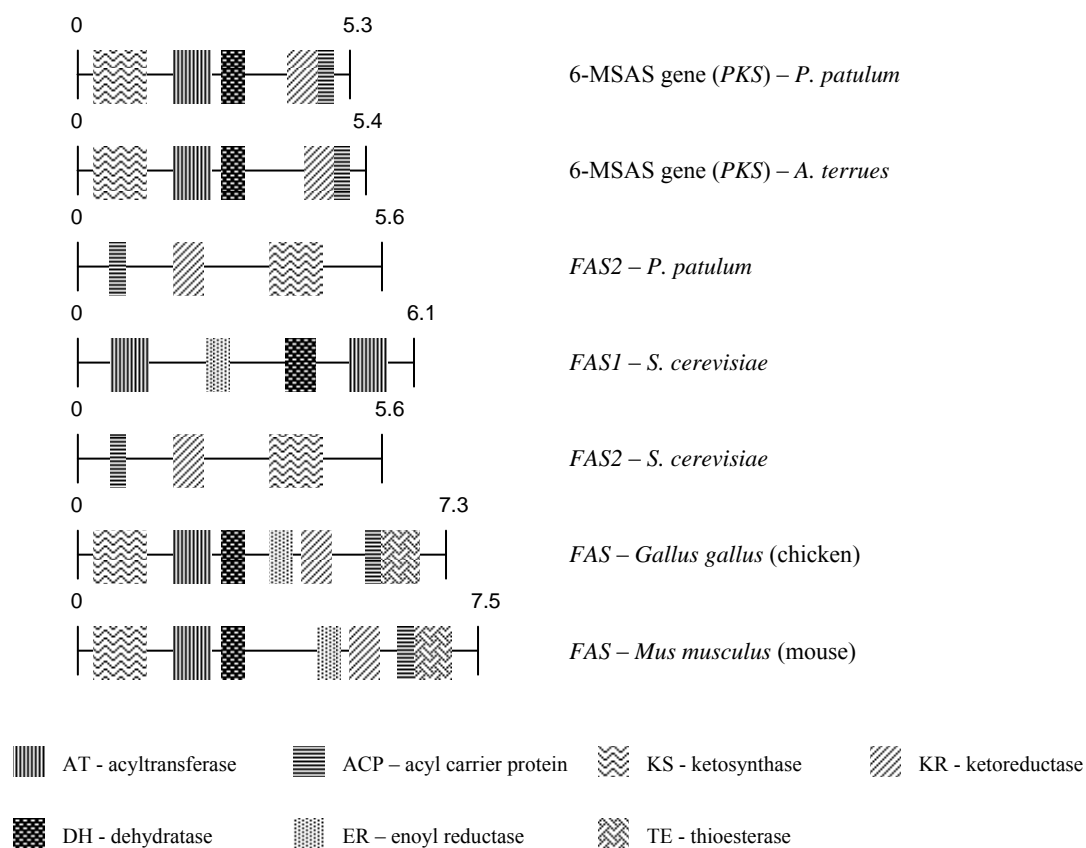 0 5.3
6-MSAS gene (PKS) – P. patulum
0 5.4
6-MSAS gene (PKS) – A. terrues
0 5.6
FAS2 – P. patulum
0 6.1
FAS1 – S. cerevisiae
0 5.6
FAS2 – S. cerevisiae
0 7.3
FAS – Gallus gallus (chicken)
0 7.5
FAS – Mus musculus (mouse)
AT - acyltransferase ACP – acyl carrier protein KS - ketosynthase KR - ketoreductase
DH - dehydratase ER – enoyl reductase TE - thioesterase